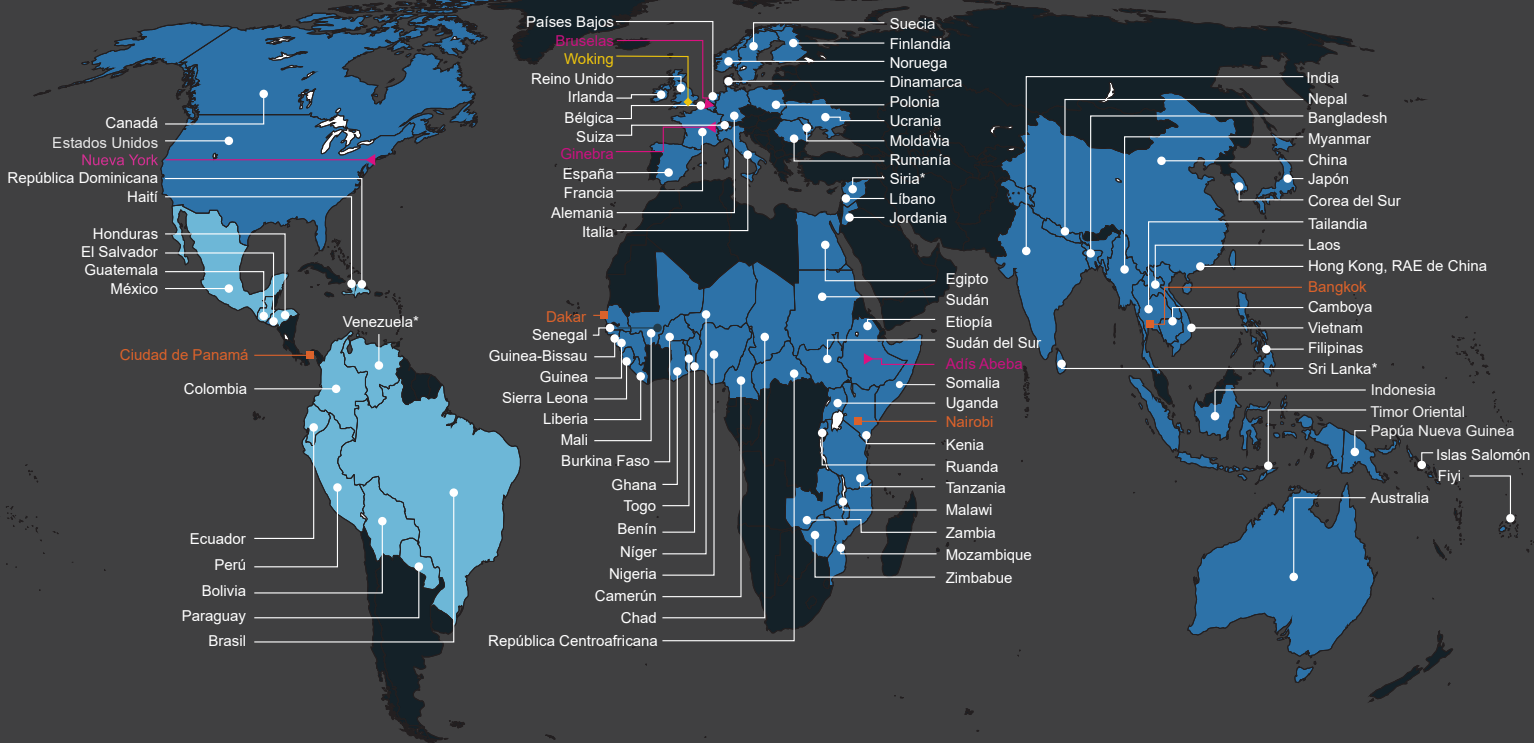 Canadá
Estados Unidos
Nueva York
República Dominicana
Haití
Honduras
El Salvador
Guatemala
México
Venezuela*
Ciudad de Panamá
Colombia
Ecuador
Perú
Bolivia
Paraguay
Brasil
Países Bajos
Bruselas
Woking
Reino Unido
Irlanda
Bélgica
Suiza
Ginebra
España
Francia
Alemania
Italia
Suecia
Finlandia
Noruega
Dinamarca
Polonia
Ucrania
Moldavia
Rumanía
Siria*
Líbano
Jordania
Dakar
Senegal
Guinea-Bissau
Guinea
Sierra Leona
Liberia
Mali
Burkina Faso
Ghana
Togo
Benín
Níger
Nigeria
Camerún
Chad
República Centroafricana
Egipto
Sudán
Etiopía
Sudán del Sur
Adís Abeba
Somalia
Uganda
Nairobi
Kenia
Ruanda
Tanzania
Malawi
Zambia
Mozambique
Zimbabue
India
Nepal
Bangladesh
Myanmar
China
Japón
Corea del Sur
Tailandia
Laos
Hong Kong, RAE de China
Bangkok
Camboya
Vietnam
Filipinas
Sri Lanka*
Indonesia
Timor Oriental
Papúa Nueva Guinea
Islas Salomón
Fiyi
Australia